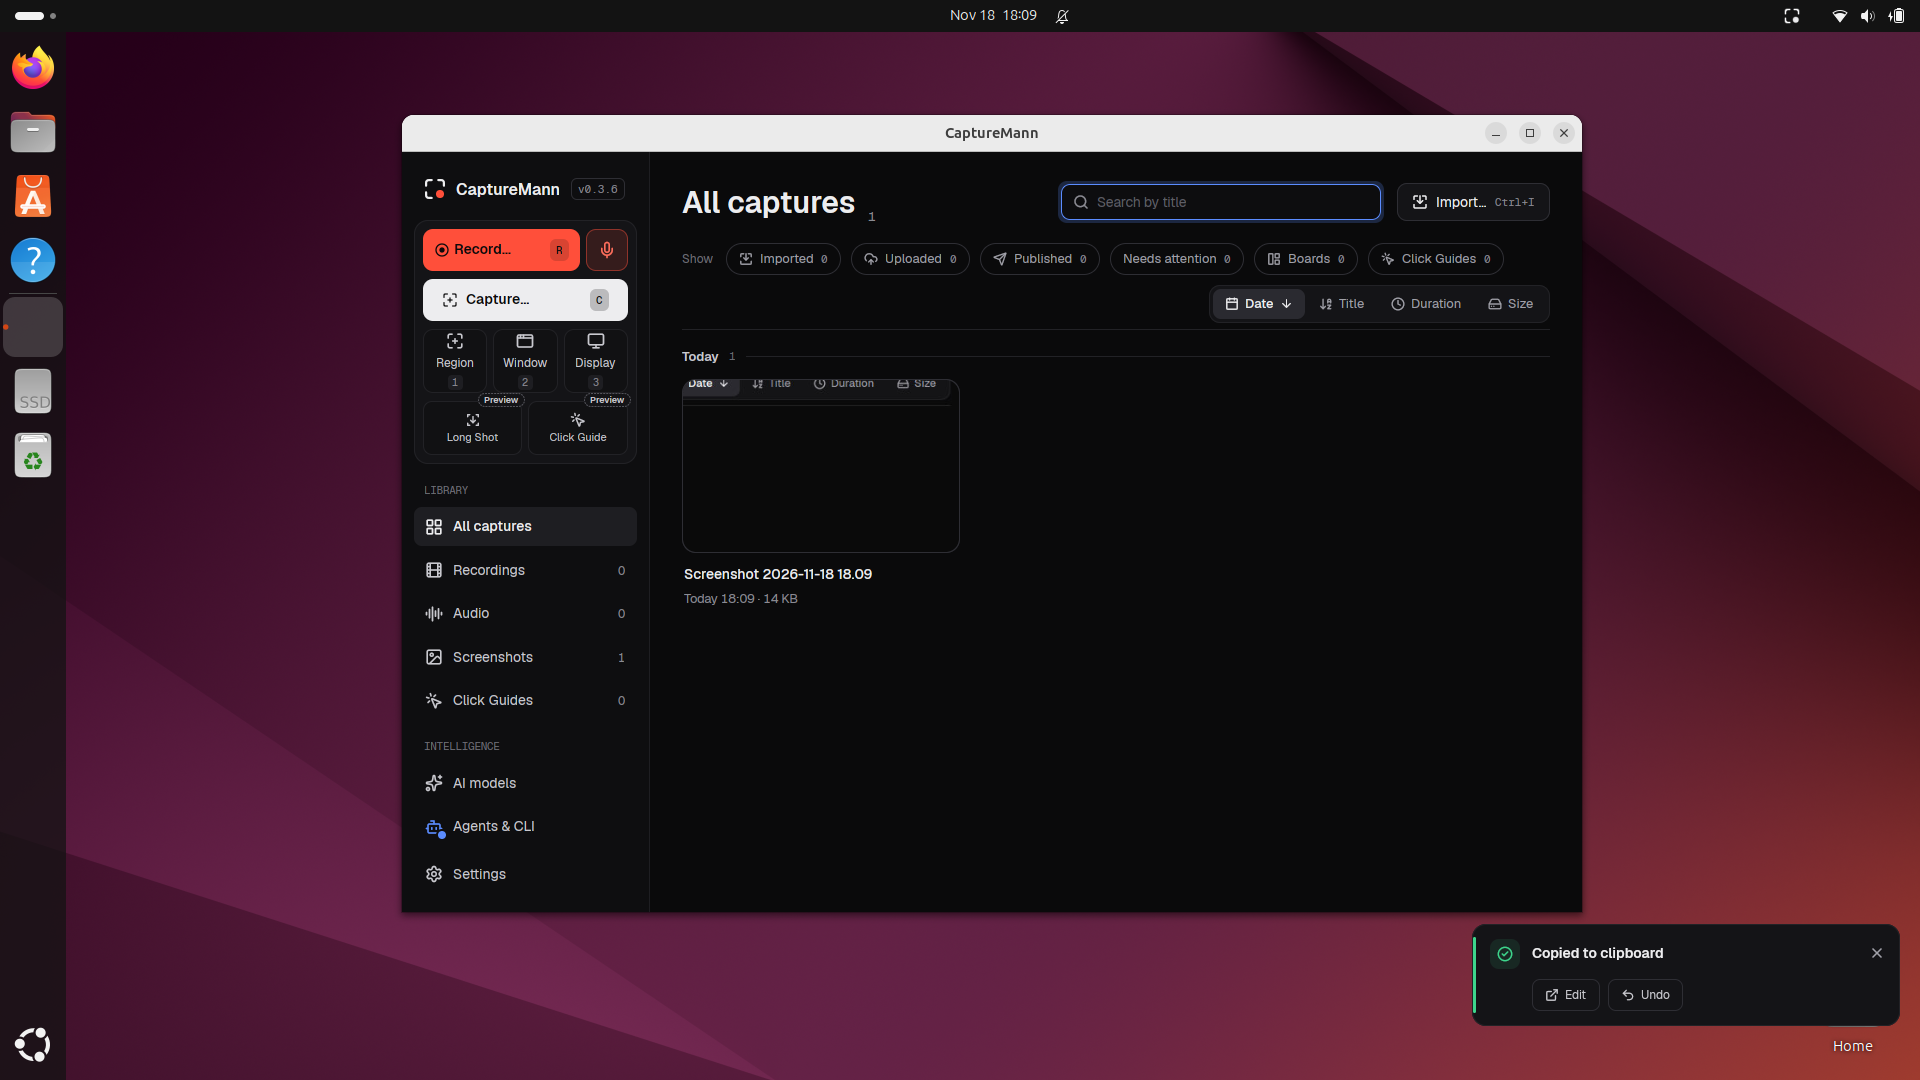 Nov 18 18:09
CaptureMann
CaptureMann v0.3.6
Record... R
Capture... C
Region
1
Window
2
Display
3
Preview
Long Shot
Preview
Click Guide
LIBRARY
All captures
Recordings 0
Audio 0
Screenshots 1
Click Guides 0
INTELLIGENCE
AI models
Agents & CLI
Settings
All captures 1
Search by title
Import... Ctrl+I
Show Imported 0 Uploaded 0 Published 0 Needs attention 0 Boards 0 Click Guides 0
Date Title Duration Size
Today 1
Date Title Duration Size
Screenshot 2026-11-18 18.09
Today 18:09 · 14 KB
Copied to clipboard
Edit Undo
Home
SSD